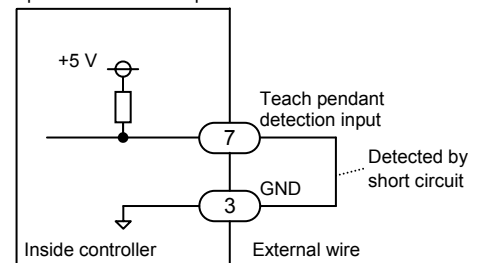 +5 V
Teach pendant
detection input
7
Detected by
short circuit
GND
3
Inside controller
External wire